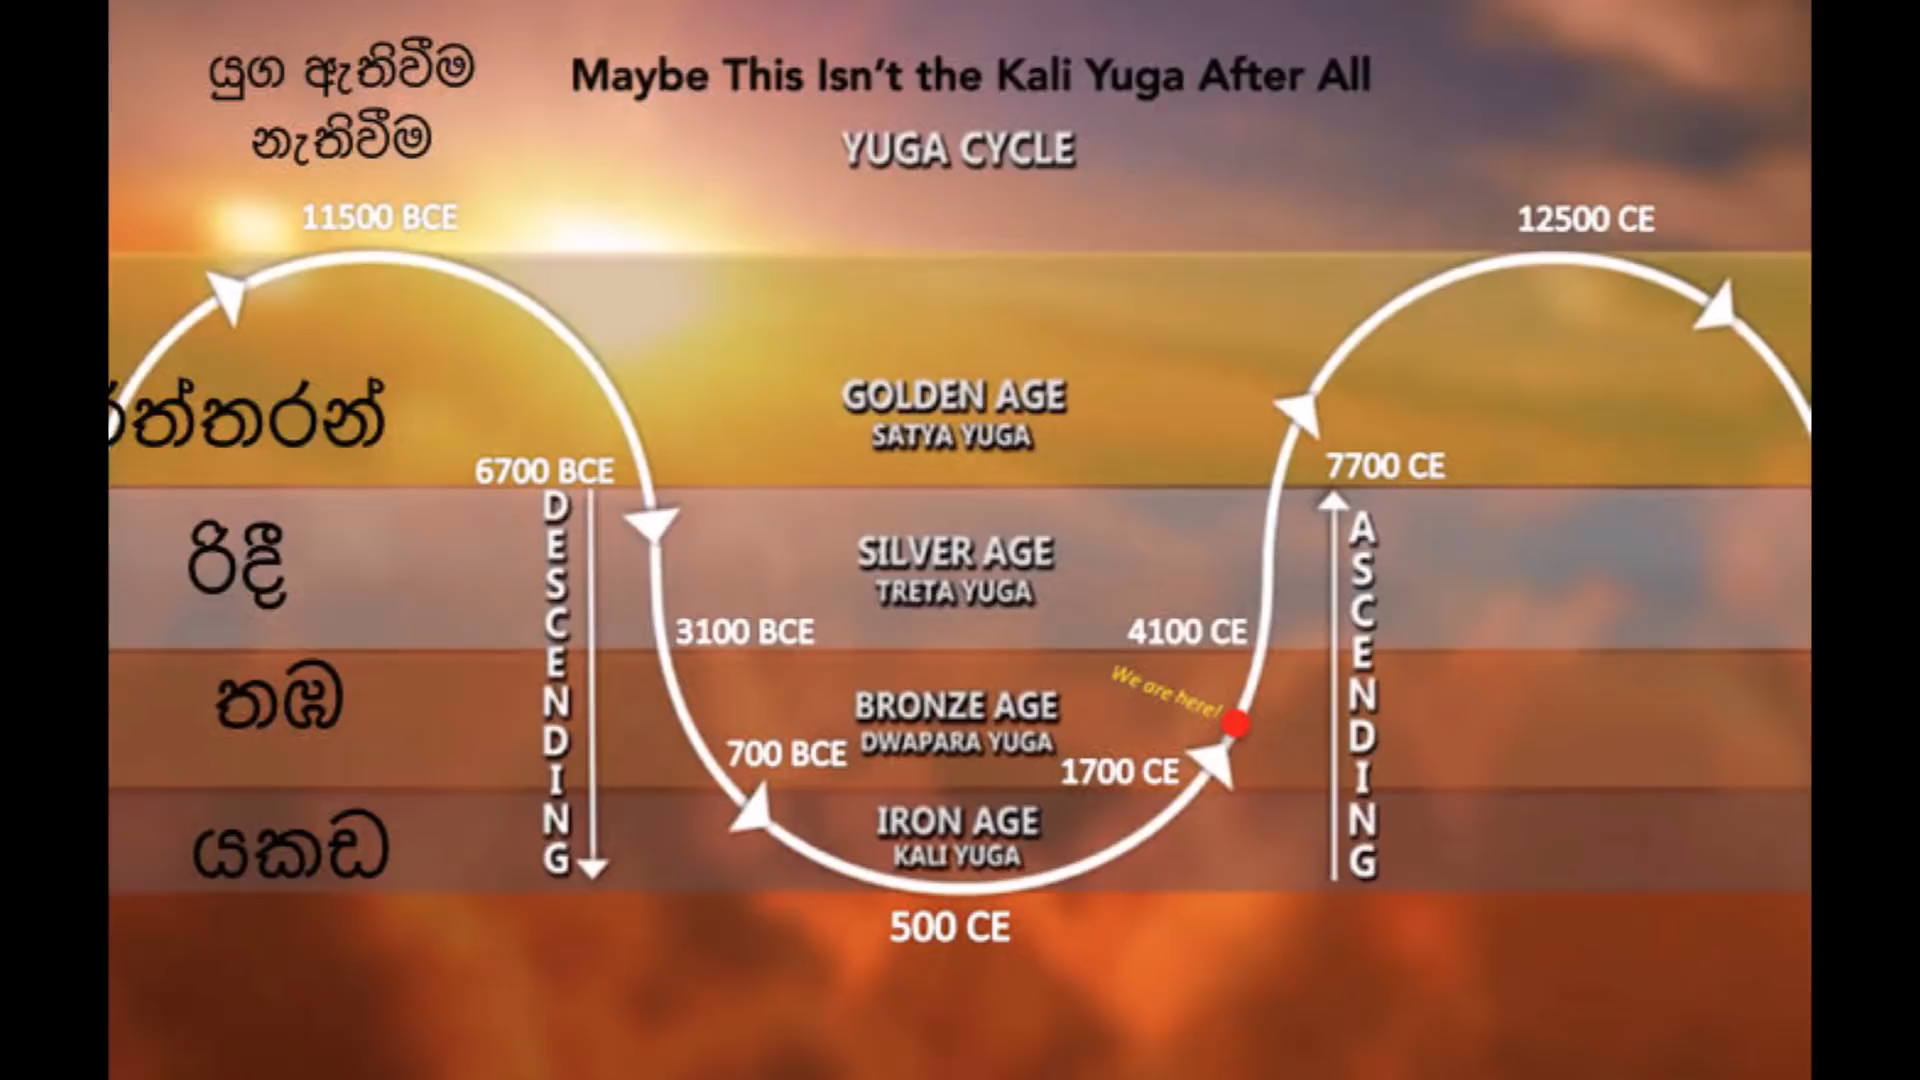 යුග ඇතිවීම
නැතිවීම
Maybe This Isn't the Kali Yuga After All
YUGA CYCLE
11500 BCE
12500 CE
GOLDEN AGE
SATYA YUGA
6700 BCE
7700 CE
DESCENDING
ASCENDING
රිදී
SILVER AGE
TRETA YUGA
3100 BCE
4100 CE
We are here!
තඹ
BRONZE AGE
DWAPARA YUGA
700 BCE
1700 CE
යකඩ
IRON AGE
KALI YUGA
500 CE